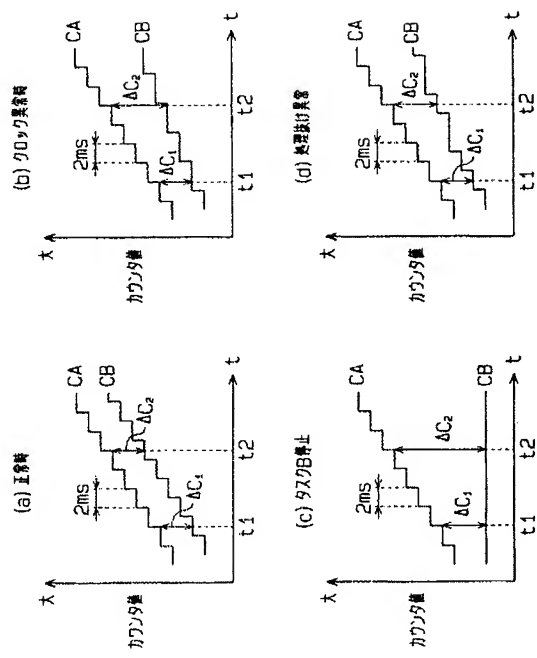 (a) 正常時
大
カウンタ値
2ms
CA
CB
ΔC1
ΔC2
t1
t2
t
(b) クロック異常時
大
カウンタ値
2ms
CA
CB
ΔC1
ΔC2
t1
t2
t
(c) タスクB停止
大
カウンタ値
2ms
CA
CB
ΔC1
ΔC2
t1
t2
t
(d) 処理抜け異常
大
カウンタ値
2ms
CA
CB
ΔC1
ΔC2
t1
t2
t